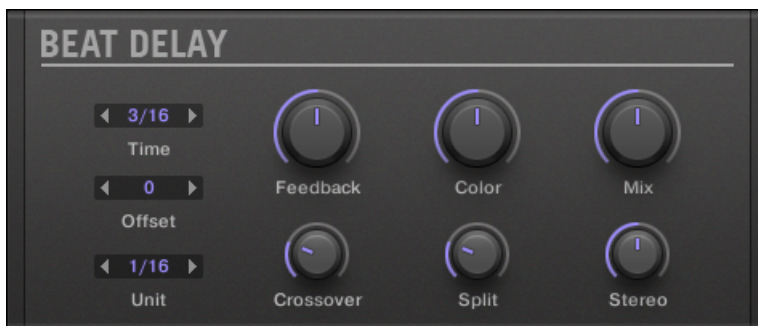 BEAT DELAY
3/16
Time
0
Offset
1/16
Unit
Feedback
Color
Mix
Crossover
Split
Stereo